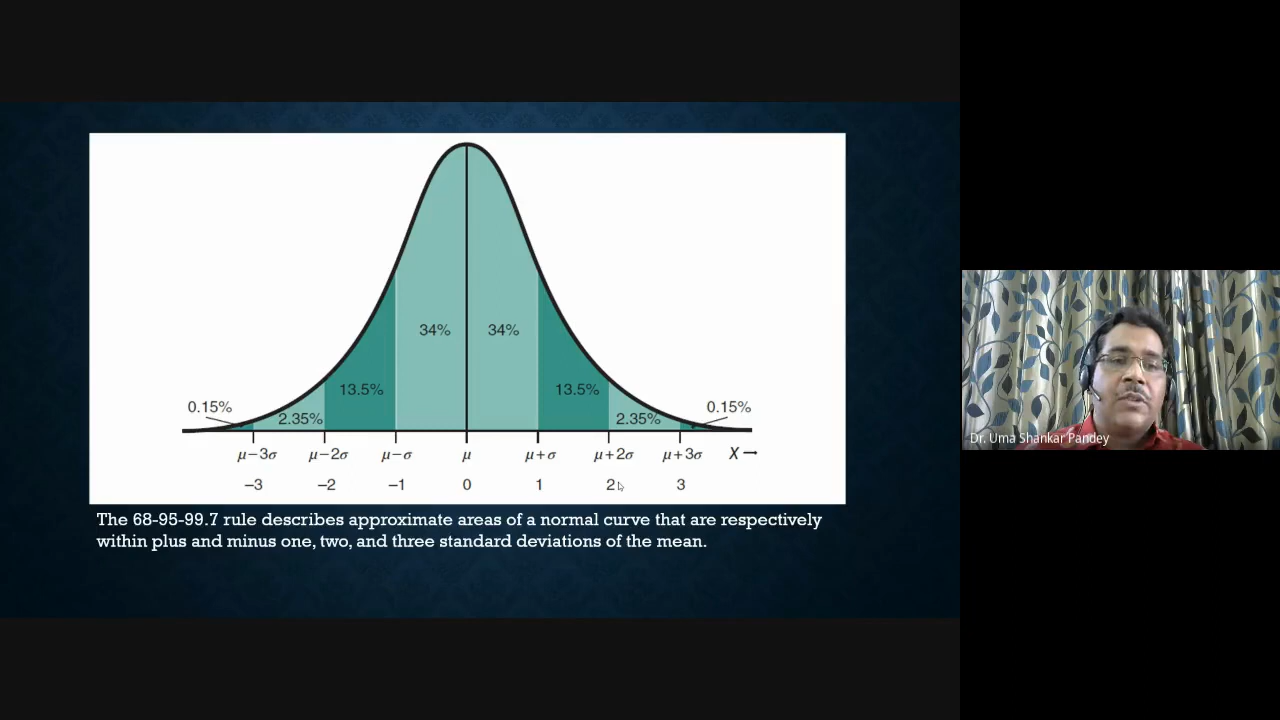 34% 34%
13.5% 13.5%
0.15% 2.35% 2.35% 0.15%
μ−3σ μ−2σ μ−σ μ μ+σ μ+2σ μ+3σ X→
−3 −2 −1 0 1 2 3
The 68-95-99.7 rule describes approximate areas of a normal curve that are respectively
within plus and minus one, two, and three standard deviations of the mean.
Dr. Uma Shankar Pandey